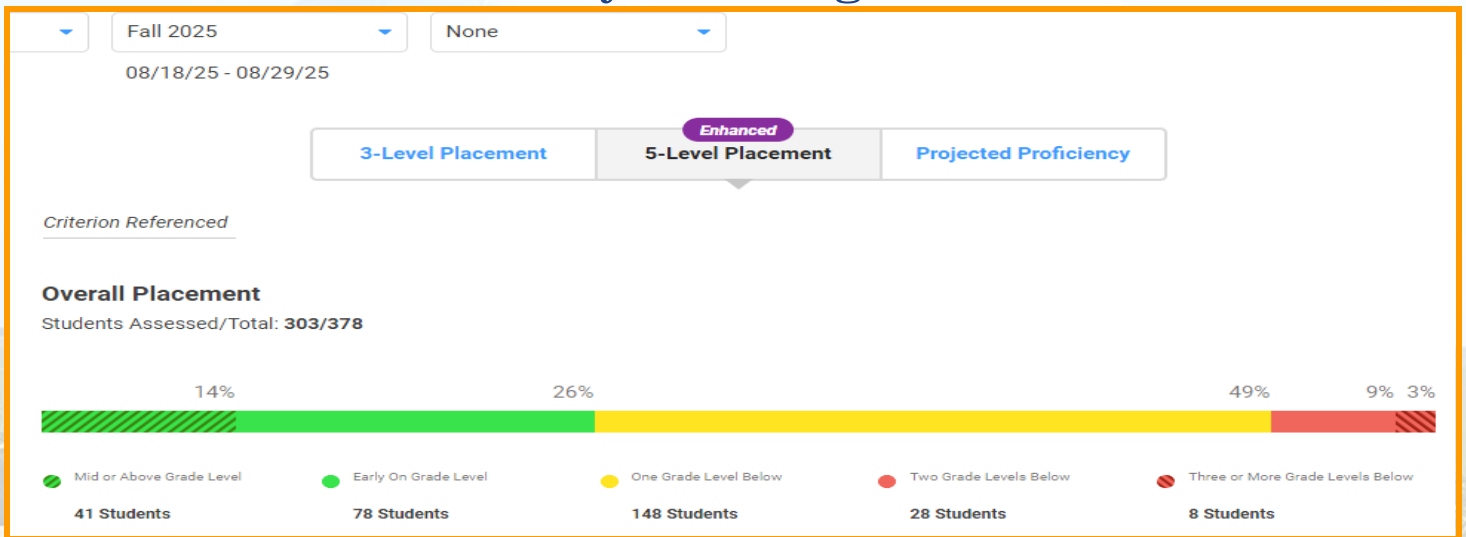 Fall 2025 None
08/18/25 - 08/29/25
Enhanced
3-Level Placement 5-Level Placement Projected Proficiency
Criterion Referenced
Overall Placement
Students Assessed/Total: 303/378
14% 26% 49% 9% 3%
Mid or Above Grade Level Early On Grade Level One Grade Level Below Two Grade Levels Below Three or More Grade Levels Below
41 Students 78 Students 148 Students 28 Students 8 Students